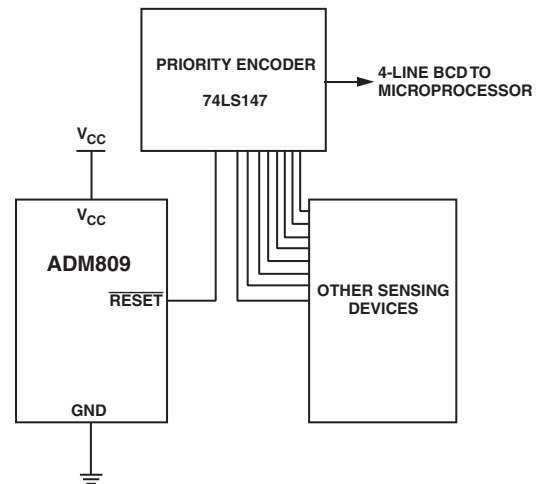 PRIORITY ENCODER
74LS147
4-LINE BCD TO
MICROPROCESSOR
VCC
VCC
ADM809
RESET
OTHER SENSING
DEVICES
GND